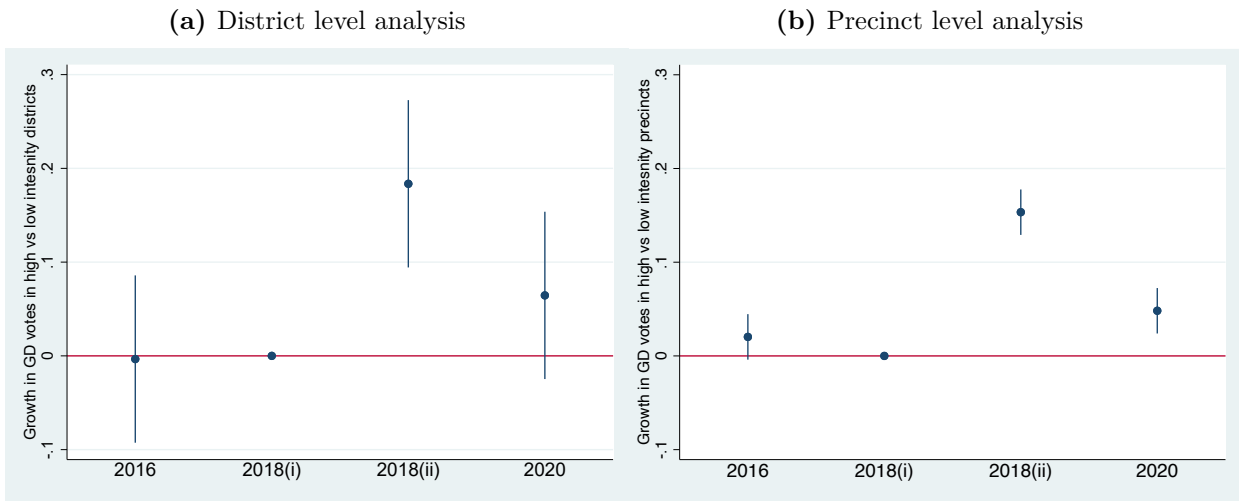 (a) District level analysis
Growth in GD votes in high vs low intesnity districts
.3
.2
.1
0
-.1
2016 2018(i) 2018(ii) 2020
(b) Precinct level analysis
Growth in GD votes in high vs low intesnity precincts
.3
.2
.1
0
-.1
2016 2018(i) 2018(ii) 2020